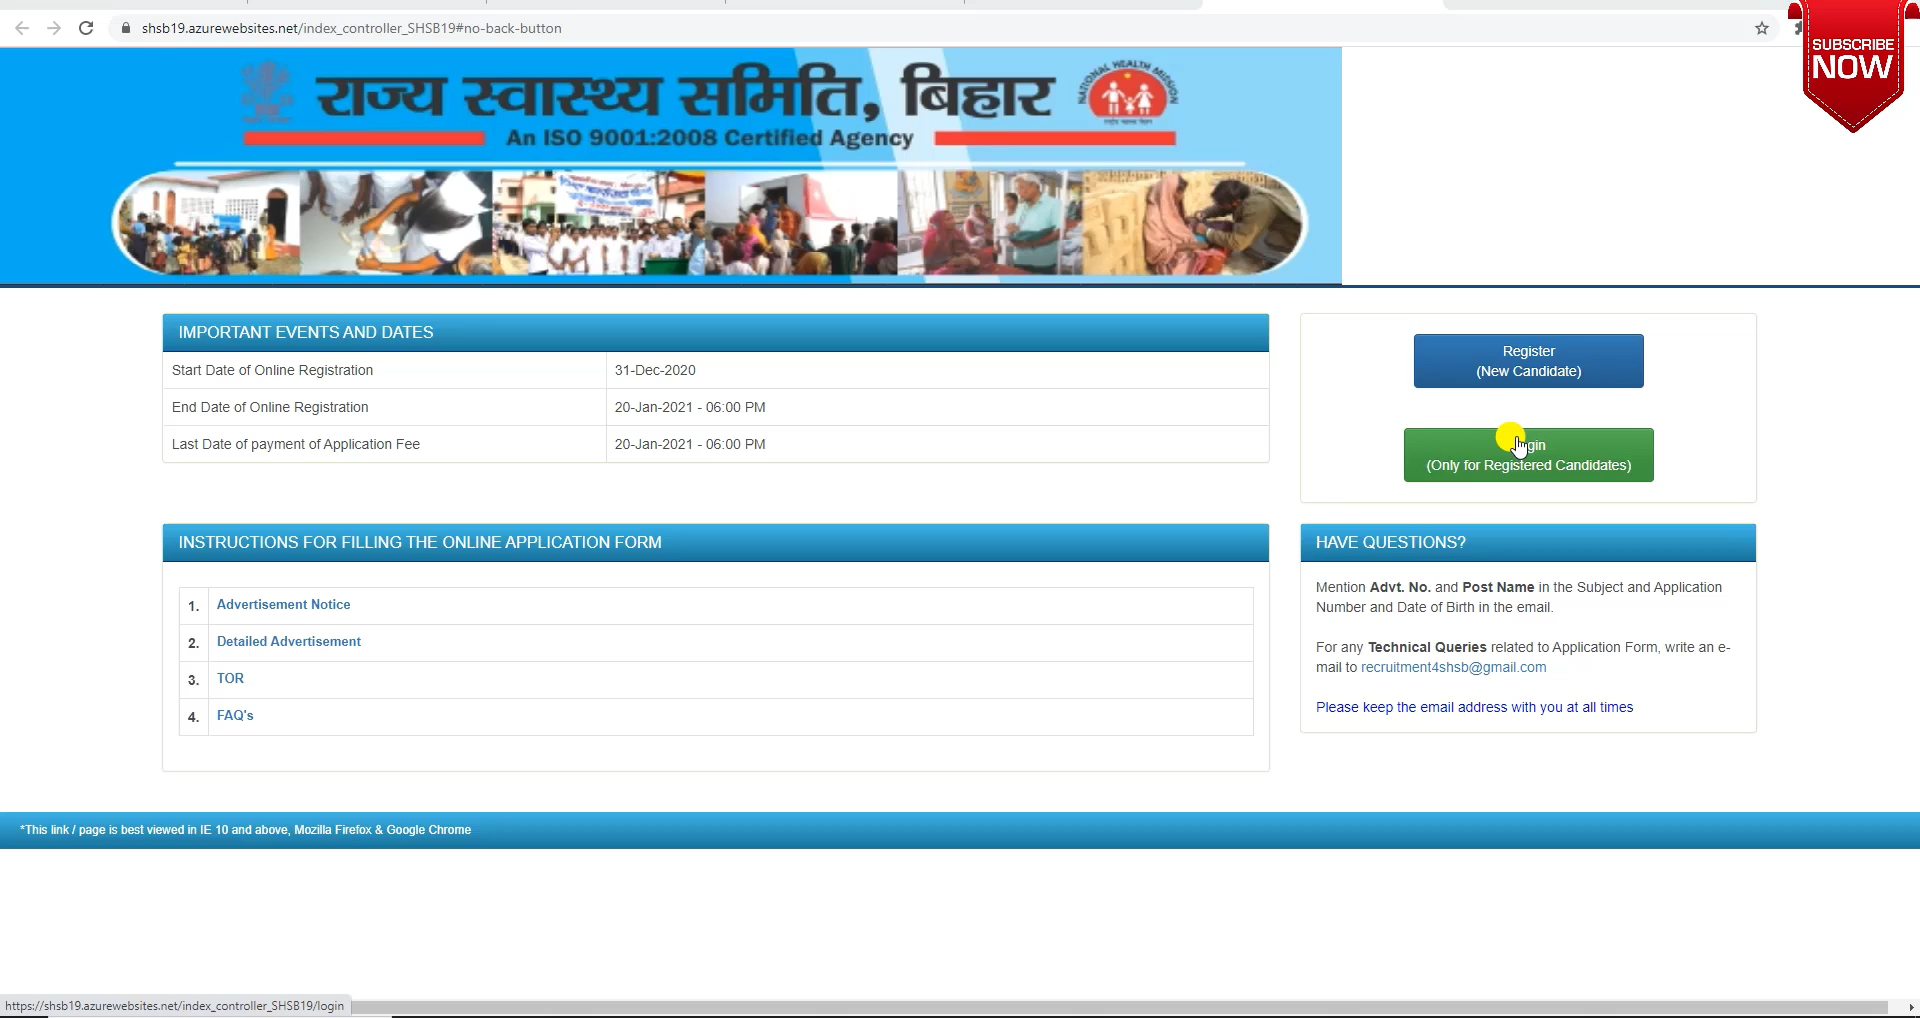 shsb19.azurewebsites.net/index_controller_SHSB19#no-back-button
SUBSCRIBE
NOW
राज्य स्वास्थ्य समिति, बिहार
NATIONAL HEALTH MISSION
An ISO 9001:2008 Certified Agency
IMPORTANT EVENTS AND DATES
Start Date of Online Registration 31-Dec-2020
End Date of Online Registration 20-Jan-2021 - 06:00 PM
Last Date of payment of Application Fee 20-Jan-2021 - 06:00 PM
Register
(New Candidate)
gin
(Only for Registered Candidates)
INSTRUCTIONS FOR FILLING THE ONLINE APPLICATION FORM
1. Advertisement Notice
2. Detailed Advertisement
3. TOR
4. FAQ's
HAVE QUESTIONS?
Mention Advt. No. and Post Name in the Subject and Application
Number and Date of Birth in the email.
For any Technical Queries related to Application Form, write an e-
mail to recruitment4shsb@gmail.com
Please keep the email address with you at all times
*This link / page is best viewed in IE 10 and above, Mozilla Firefox & Google Chrome
https://shsb19.azurewebsites.net/index_controller_SHSB19/login